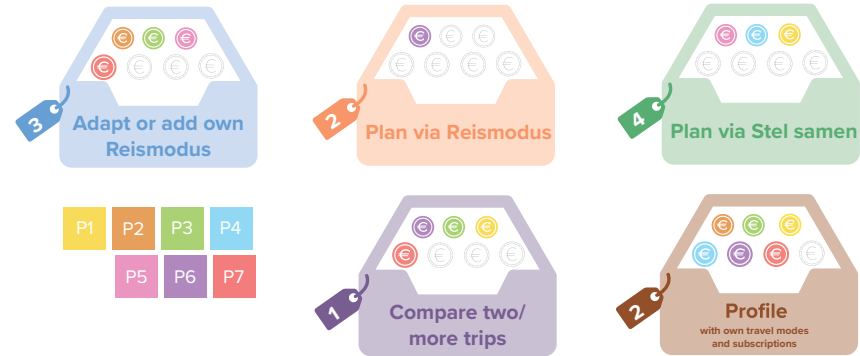 3
Adapt or add own
Reismodus
2
Plan via Reismodus
4
Plan via Stel samen
P1 P2 P3 P4
P5 P6 P7
1
Compare two/
more trips
2
Profile
with own travel modes
and subscriptions